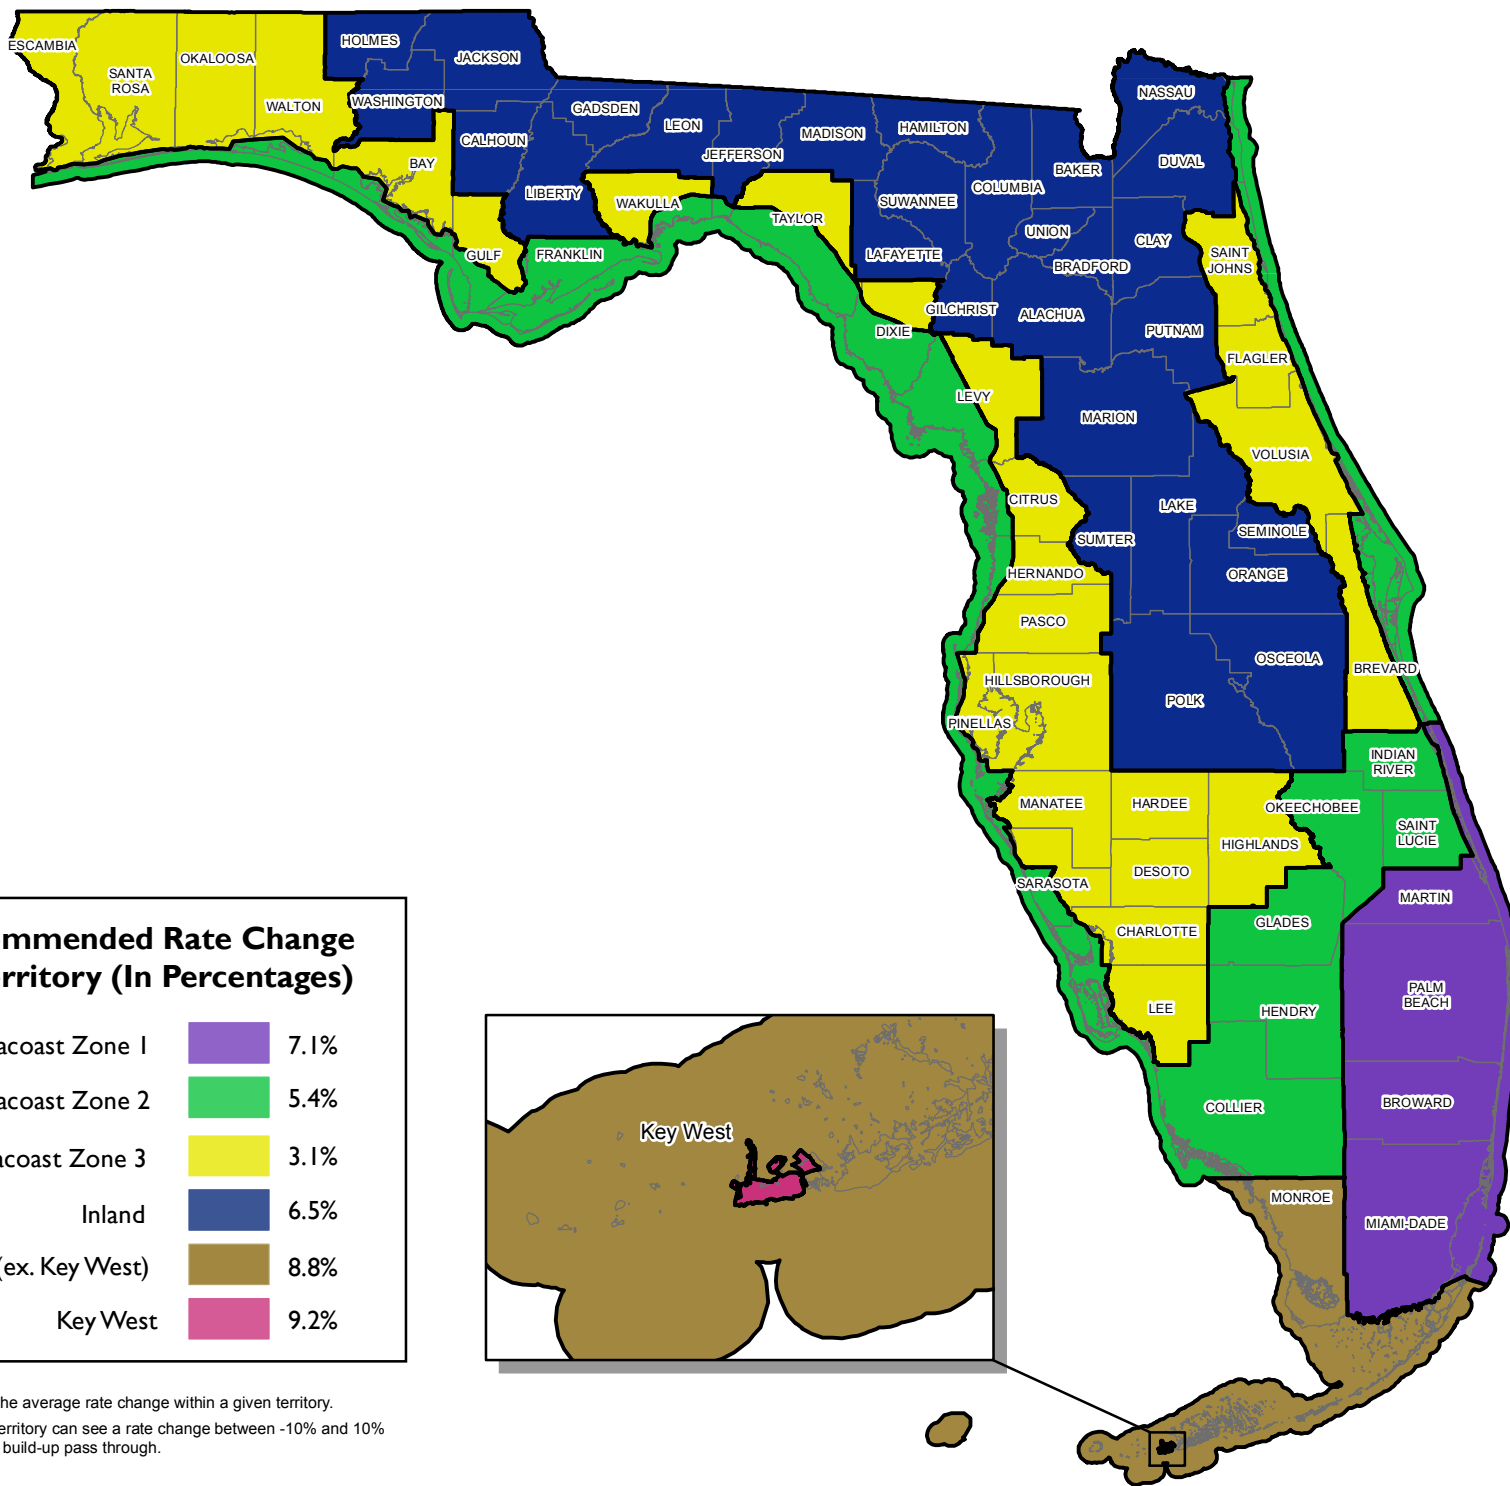 ESCAMBIA
SANTA
ROSA
OKALOOSA
WALTON
HOLMES
JACKSON
WASHINGTON
BAY
CALHOUN
GADSDEN
LEON
JEFFERSON
MADISON
HAMILTON
LIBERTY
WAKULLA
TAYLOR
GULF
FRANKLIN
SUWANNEE
COLUMBIA
BAKER
NASSAU
DUVAL
LAFAYETTE
UNION
BRADFORD
CLAY
SAINT
JOHNS
DIXIE
GILCHRIST
ALACHUA
PUTNAM
FLAGLER
LEVY
MARION
VOLUSIA
CITRUS
LAKE
SUMTER
SEMINOLE
HERNANDO
ORANGE
PASCO
OSCEOLA
BREVARD
HILLSBOROUGH
POLK
PINELLAS
INDIAN
RIVER
MANATEE
HARDEE
OKEECHOBEE
HIGHLANDS
SAINT
LUCIE
SARASOTA
DESOTO
MARTIN
CHARLOTTE
GLADES
PALM
BEACH
LEE
HENDRY
COLLIER
BROWARD
MONROE
MIAMI-DADE
Key West
ommended Rate Change
rritory (In Percentages)
acoast Zone 1 7.1%
acoast Zone 2 5.4%
acoast Zone 3 3.1%
Inland 6.5%
(ex. Key West) 8.8%
Key West 9.2%
he average rate change within a given territory.
erritory can see a rate change between -10% and 10%
build-up pass through.